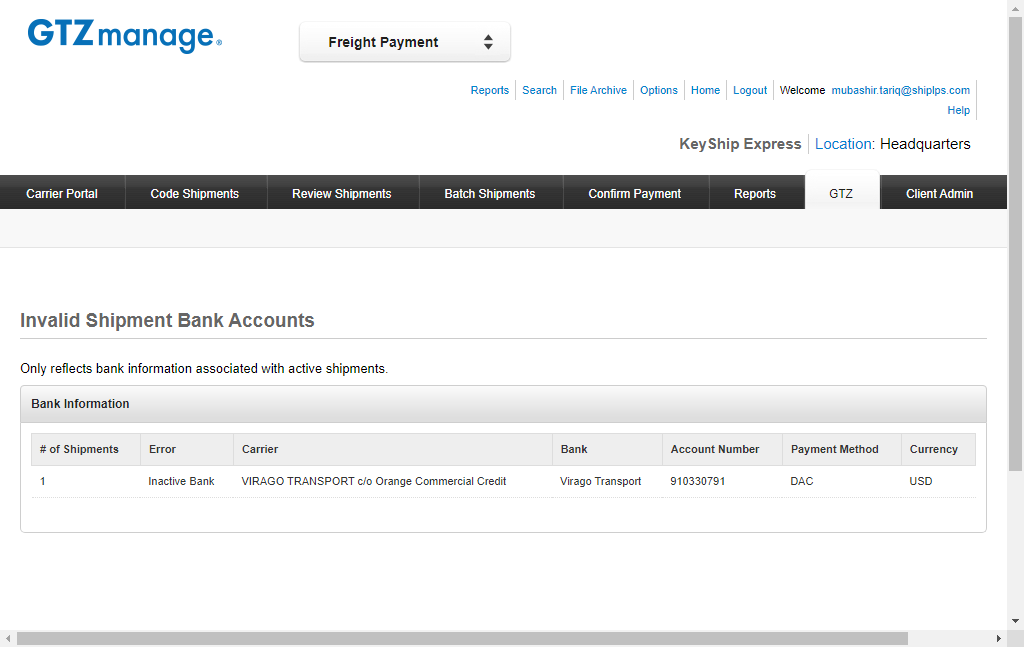 GTZmanage®
Freight Payment
Reports Search File Archive Options Home Logout Welcome mubashir.tariq@shiplps.com
Help
KeyShip Express Location: Headquarters
Carrier Portal Code Shipments Review Shipments Batch Shipments Confirm Payment Reports GTZ Client Admin
Invalid Shipment Bank Accounts
Only reflects bank information associated with active shipments.
Bank Information
# of Shipments Error Carrier Bank Account Number Payment Method Currency
1 Inactive Bank VIRAGO TRANSPORT c/o Orange Commercial Credit Virago Transport 910330791 DAC USD